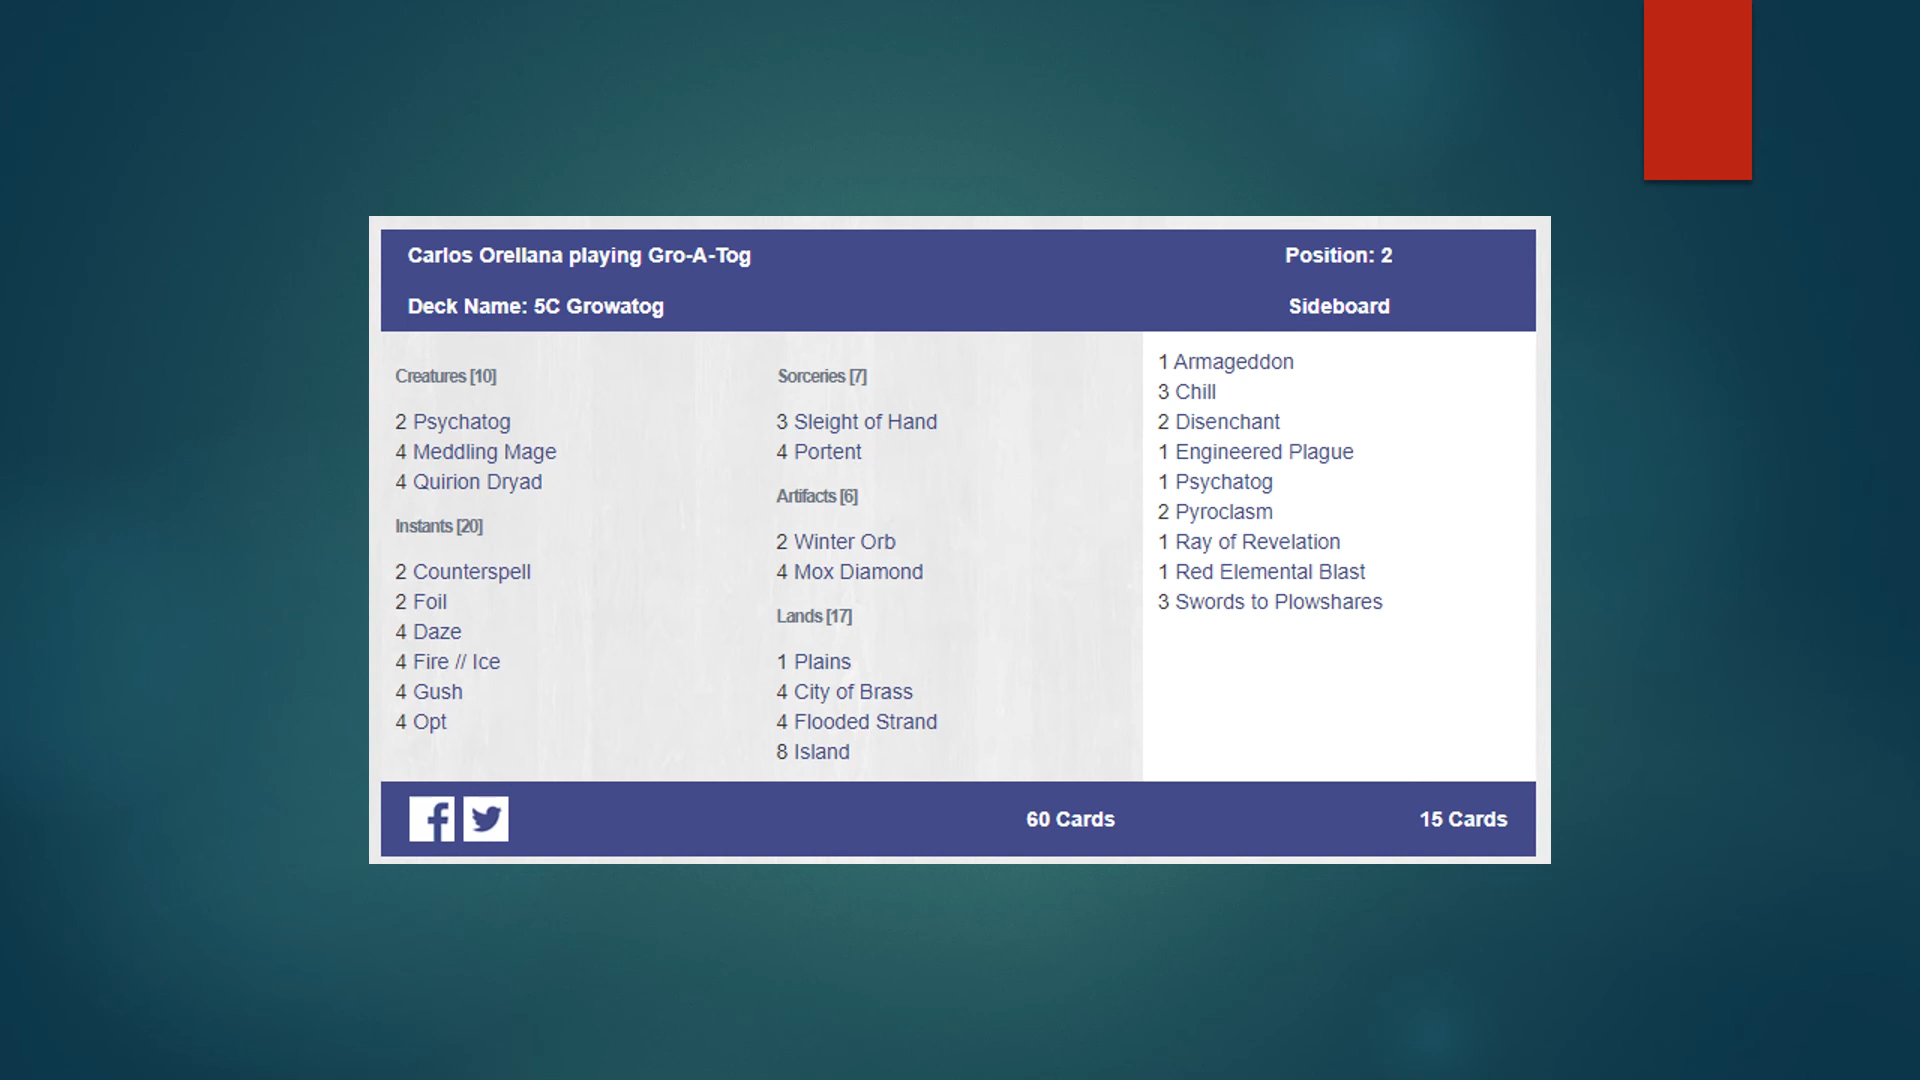 Carlos Orellana playing Gro-A-Tog
Position: 2
Deck Name: 5C Growatog
Sideboard
Creatures [10]
2 Psychatog
4 Meddling Mage
4 Quirion Dryad
Instants [20]
2 Counterspell
2 Foil
4 Daze
4 Fire // Ice
4 Gush
4 Opt
Sorceries [7]
3 Sleight of Hand
4 Portent
Artifacts [6]
2 Winter Orb
4 Mox Diamond
Lands [17]
1 Plains
4 City of Brass
4 Flooded Strand
8 Island
1 Armageddon
3 Chill
2 Disenchant
1 Engineered Plague
1 Psychatog
2 Pyroclasm
1 Ray of Revelation
1 Red Elemental Blast
3 Swords to Plowshares
60 Cards
15 Cards